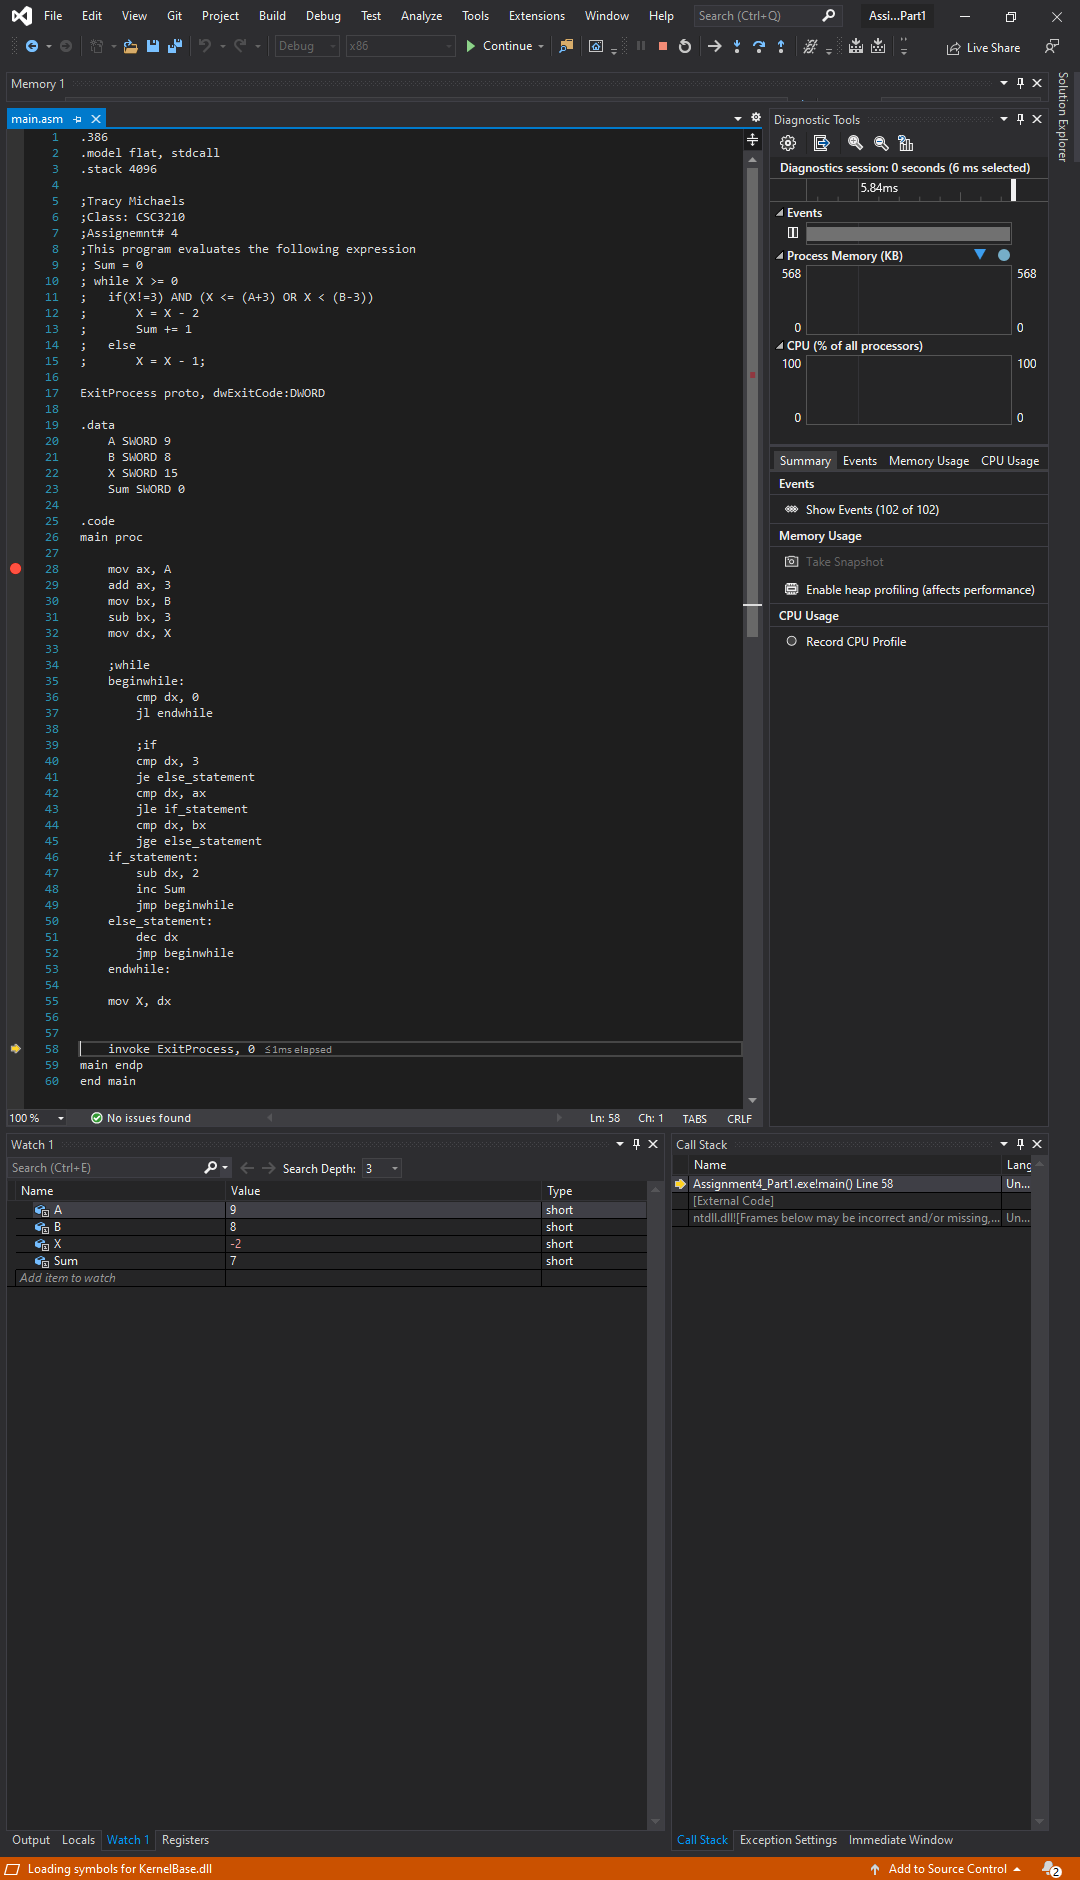 File Edit View Git Project Build Debug Test Analyze Tools Extensions Window Help Search (Ctrl+Q) Assi...Part1
Debug x86 Continue Live Share
Memory 1
Solution Explorer
main.asm
1 .386
2 .model flat, stdcall
3 .stack 4096
4
5 ;Tracy Michaels
6 ;Class: CSC3210
7 ;Assignemnt# 4
8 ;This program evaluates the following expression
9 ; Sum = 0
10 ; while X >= 0
11 ;   if(X!=3) AND (X <= (A+3) OR X < (B-3))
12 ;       X = X - 2
13 ;       Sum += 1
14 ;   else
15 ;       X = X - 1;
16
17 ExitProcess proto, dwExitCode:DWORD
18
19 .data
20     A SWORD 9
21     B SWORD 8
22     X SWORD 15
23     Sum SWORD 0
24
25 .code
26 main proc
27
28     mov ax, A
29     add ax, 3
30     mov bx, B
31     sub bx, 3
32     mov dx, X
33
34     ;while
35     beginwhile:
36         cmp dx, 0
37         jl endwhile
38
39         ;if
40         cmp dx, 3
41         je else_statement
42         cmp dx, ax
43         jle if_statement
44         cmp dx, bx
45         jge else_statement
46     if_statement:
47         sub dx, 2
48         inc Sum
49         jmp beginwhile
50     else_statement:
51         dec dx
52         jmp beginwhile
53     endwhile:
54
55     mov X, dx
56
57
58     invoke ExitProcess, 0 ≤1ms elapsed
59 main endp
60 end main
100 % No issues found Ln: 58 Ch: 1 TABS CRLF
Diagnostic Tools
Diagnostics session: 0 seconds (6 ms selected)
5.84ms
Events
Process Memory (KB)
568 568
0 0
CPU (% of all processors)
100 100
0 0
Summary Events Memory Usage CPU Usage
Events
Show Events (102 of 102)
Memory Usage
Take Snapshot
Enable heap profiling (affects performance)
CPU Usage
Record CPU Profile
Watch 1
Search (Ctrl+E) Search Depth: 3
Name Value Type
A 9 short
B 8 short
X -2 short
Sum 7 short
Add item to watch
Call Stack
Name Lang
Assignment4_Part1.exe!main() Line 58 Un...
[External Code]
ntdll.dll![Frames below may be incorrect and/or missing,... Un...
Output Locals Watch 1 Registers
Call Stack Exception Settings Immediate Window
Loading symbols for KernelBase.dll Add to Source Control 2